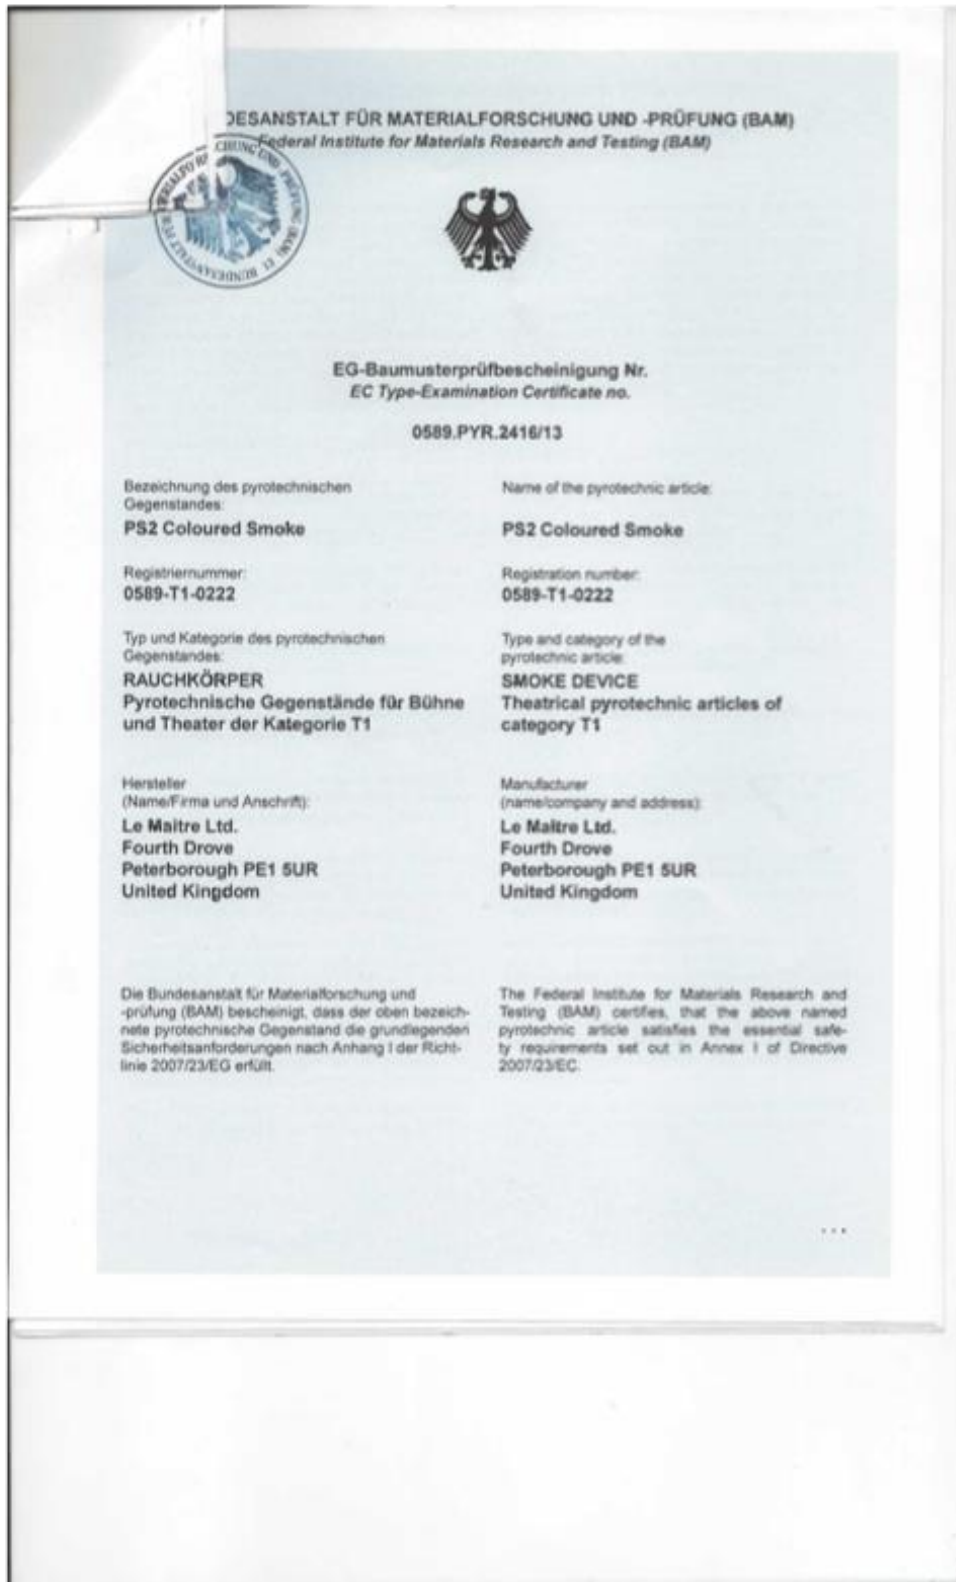 DESANSTALT FÜR MATERIALFORSCHUNG UND -PRÜFUNG (BAM)
Federal Institute for Materials Research and Testing (BAM)
EG-Baumusterprüfbescheinigung Nr.
EC Type-Examination Certificate no.
0589.PYR.2416/13
Bezeichnung des pyrotechnischen
Gegenstandes:
PS2 Coloured Smoke
Registriernummer:
0589-T1-0222
Typ und Kategorie des pyrotechnischen
Gegenstandes:
RAUCHKÖRPER
Pyrotechnische Gegenstände für Bühne
und Theater der Kategorie T1
Hersteller
(Name/Firma und Anschrift):
Le Maitre Ltd.
Fourth Drove
Peterborough PE1 5UR
United Kingdom
Die Bundesanstalt für Materialforschung und
-prüfung (BAM) bescheinigt, dass der oben bezeich-
nete pyrotechnische Gegenstand die grundlegenden
Sicherheitsanforderungen nach Anhang I der Richt-
linie 2007/23/EG erfüllt.
Name of the pyrotechnic article:
PS2 Coloured Smoke
Registration number:
0589-T1-0222
Type and category of the
pyrotechnic article:
SMOKE DEVICE
Theatrical pyrotechnic articles of
category T1
Manufacturer
(name/company and address):
Le Maitre Ltd.
Fourth Drove
Peterborough PE1 5UR
United Kingdom
The Federal Institute for Materials Research and
Testing (BAM) certifies, that the above named
pyrotechnic article satisfies the essential safe-
ty requirements set out in Annex I of Directive
2007/23/EC.
...